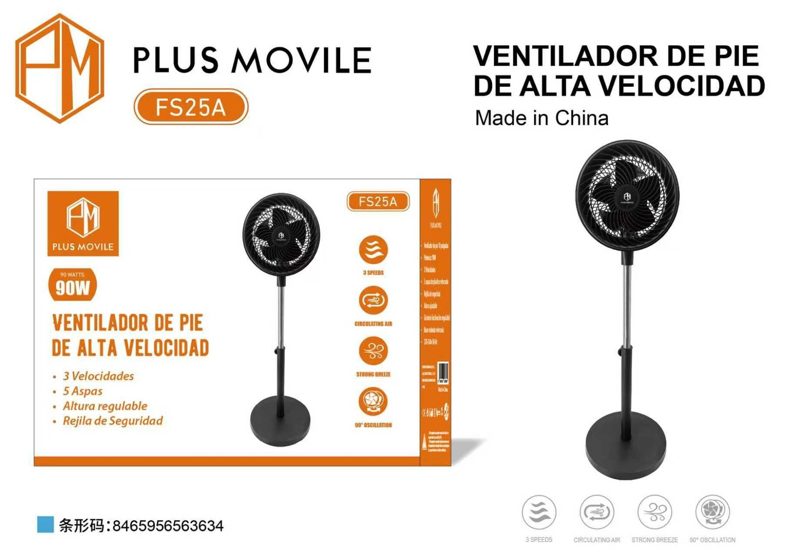 PM
PLUS MOVILE
FS25A
VENTILADOR DE PIE
DE ALTA VELOCIDAD
Made in China
PM
PLUS MOVILE
FS25A
90 WATTS
90W
VENTILADOR DE PIE
DE ALTA VELOCIDAD
• 3 Velocidades
• 5 Aspas
• Altura regulable
• Rejila de Seguridad
3 SPEEDS
CIRCULATING AIR
STRONG BREEZE
90° OSCILLATION
条形码：8465956563634
3 SPEEDS
CIRCULATING AIR
STRONG BREEZE
90° OSCILLATION